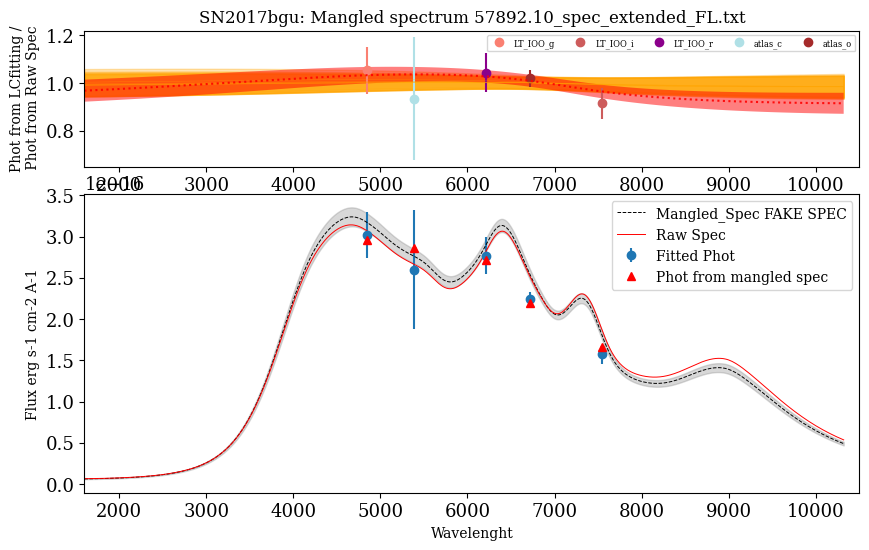 SN2017bgu: Mangled spectrum 57892.10_spec_extended_FL.txt
Phot from LCfitting /
Phot from Raw Spec
1.2
1.0
0.8
LT_IOO_g LT_IOO_i LT_IOO_r atlas_c atlas_o
2000 3000 4000 5000 6000 7000 8000 9000 10000
1e−16
Flux erg s-1 cm-2 A-1
3.5
3.0
2.5
2.0
1.5
1.0
0.5
0.0
Mangled_Spec FAKE SPEC
Raw Spec
Fitted Phot
Phot from mangled spec
2000 3000 4000 5000 6000 7000 8000 9000 10000
Wavelenght